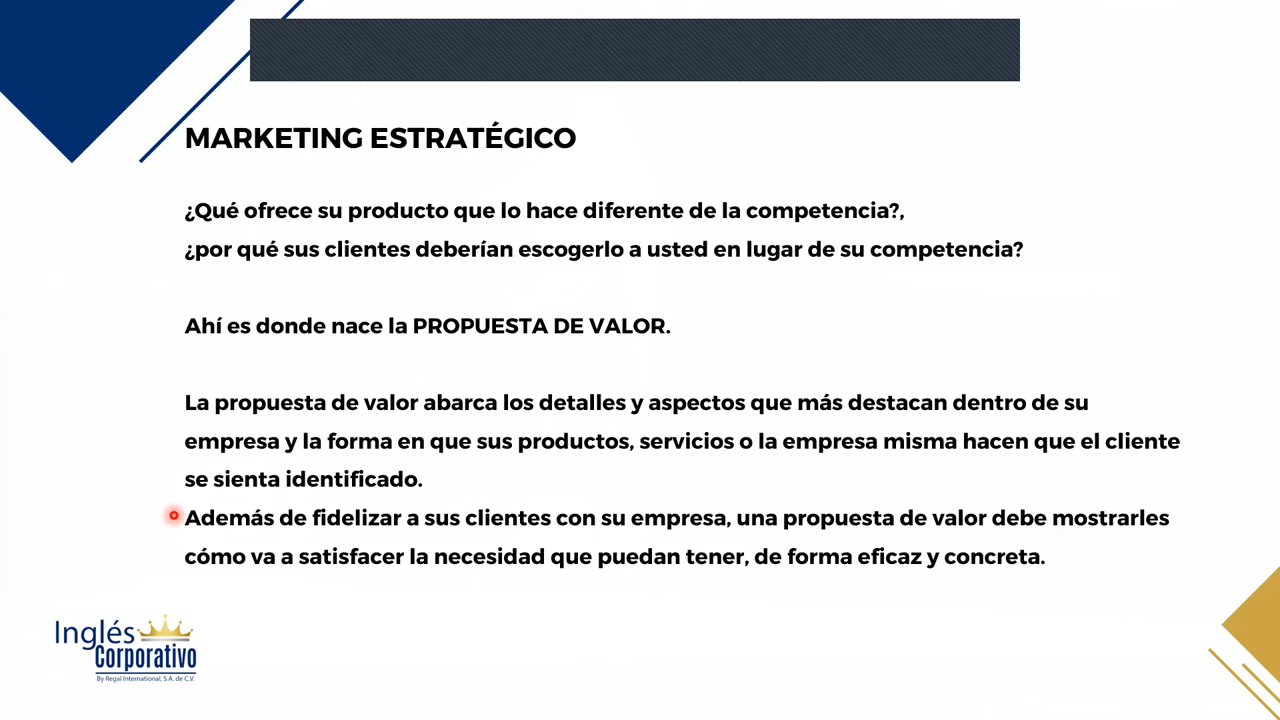 MARKETING ESTRATÉGICO
¿Qué ofrece su producto que lo hace diferente de la competencia?,
¿por qué sus clientes deberían escogerlo a usted en lugar de su competencia?
Ahí es donde nace la PROPUESTA DE VALOR.
La propuesta de valor abarca los detalles y aspectos que más destacan dentro de su
empresa y la forma en que sus productos, servicios o la empresa misma hacen que el cliente
se sienta identificado.
Además de fidelizar a sus clientes con su empresa, una propuesta de valor debe mostrarles
cómo va a satisfacer la necesidad que puedan tener, de forma eficaz y concreta.
Inglés
Corporativo
By Regal International, S.A. de C.V.